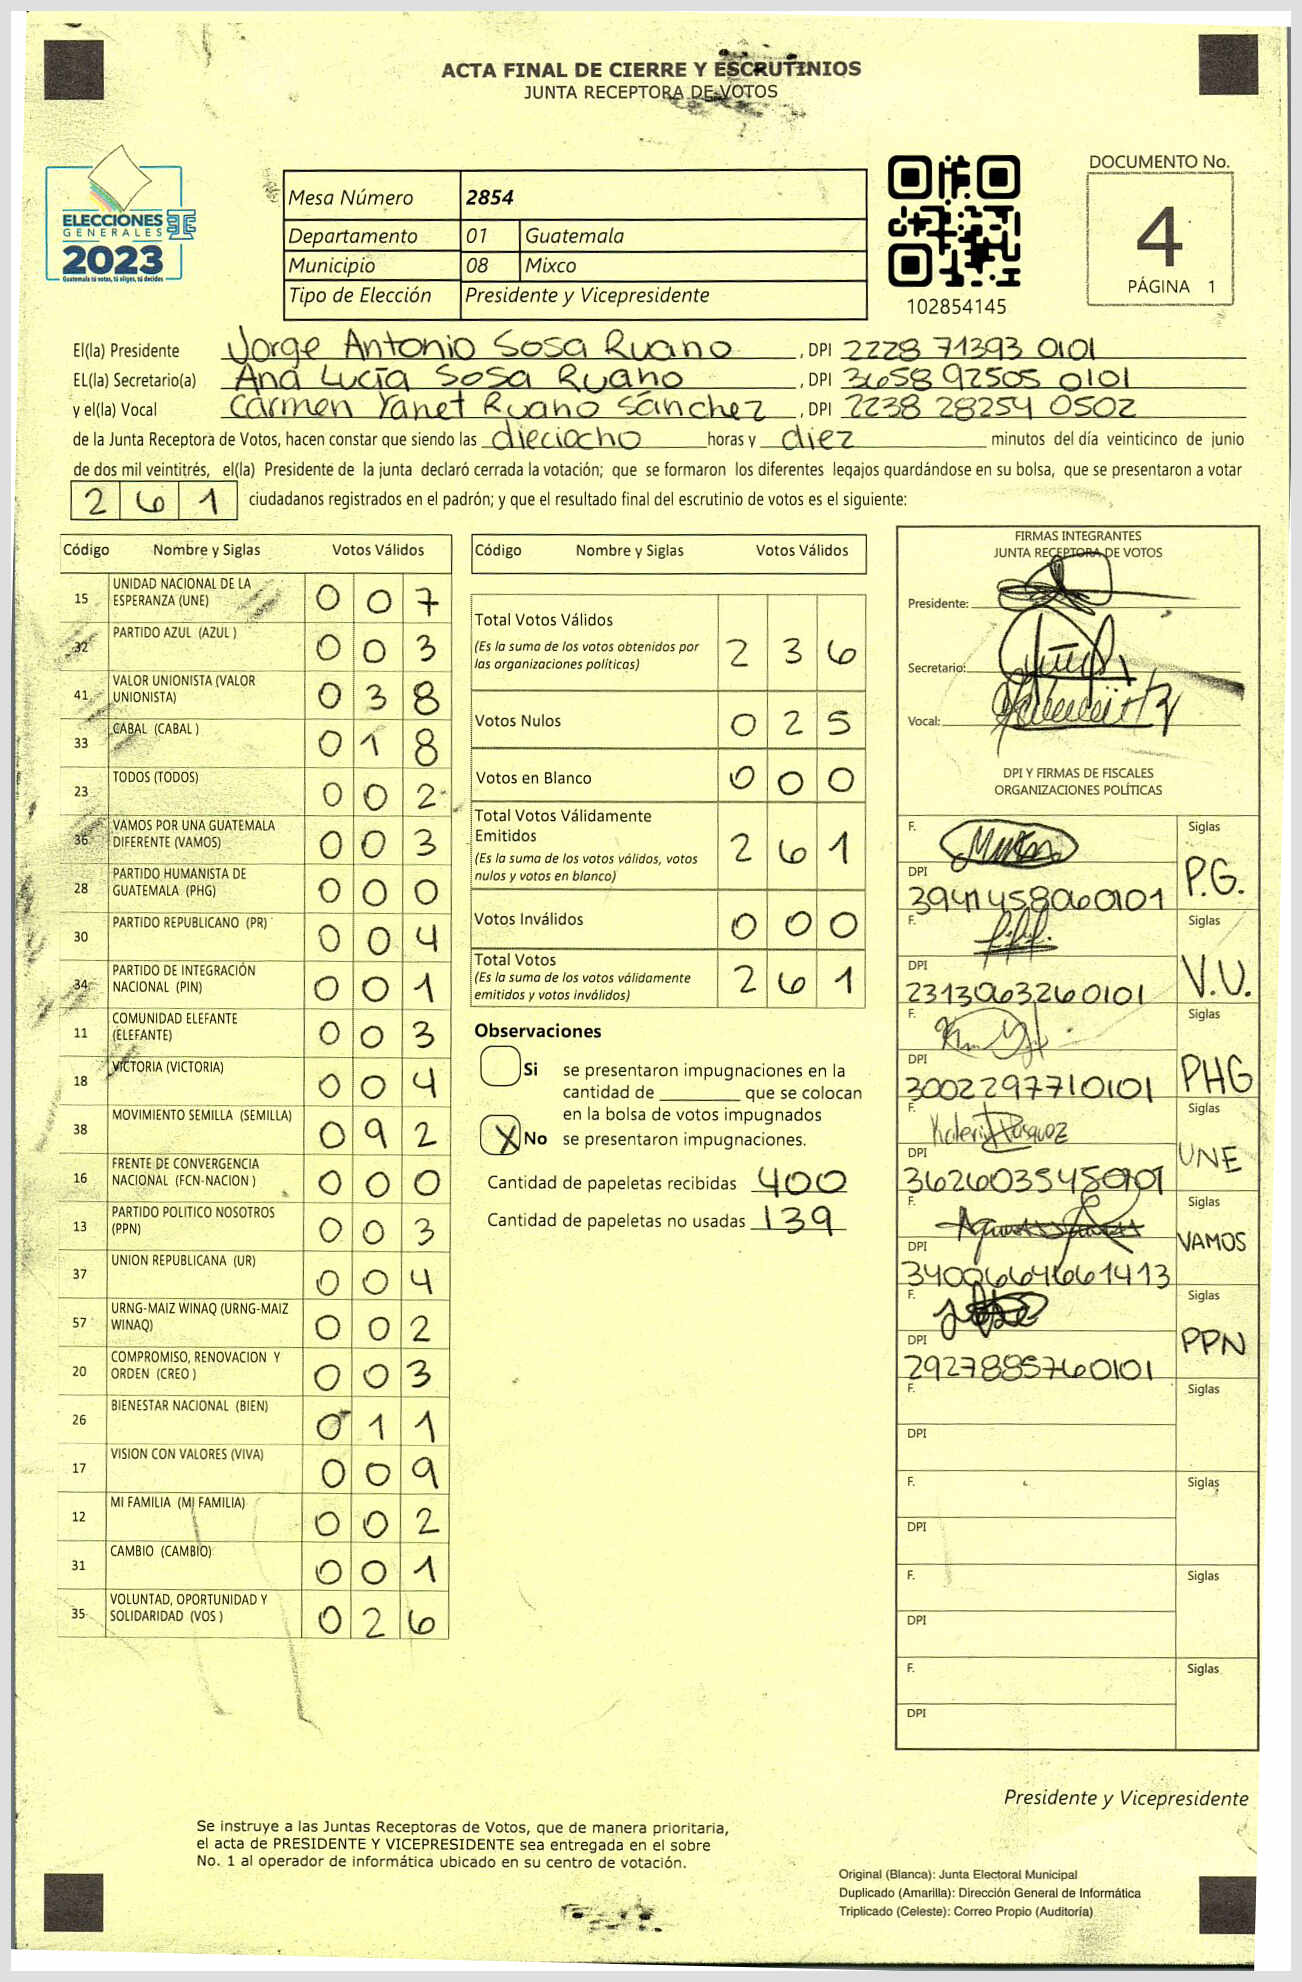 ACTA FINAL DE CIERRE Y ESCRUTINIOS
JUNTA RECEPTORA DE VOTOS
ELECCIONES
GENERALES
2023
Guatemala tú votas, tú eliges, tú decides
Mesa Número 2854
Departamento 01 Guatemala
Municipio 08 Mixco
Tipo de Elección Presidente y Vicepresidente
102854145
DOCUMENTO No.
4
PÁGINA 1
El(la) Presidente Jorge Antonio Sosa Ruano , DPI 2228 71393 0101
EL(la) Secretario(a) Ana Lucía Sosa Ruano , DPI 3658 92505 0101
y el(la) Vocal Carmen Yanet Ruano Sánchez , DPI 2238 28254 0502
de la Junta Receptora de Votos, hacen constar que siendo las dieciocho horas y diez minutos del día veinticinco de junio
de dos mil veintitrés, el(la) Presidente de la junta declaró cerrada la votación; que se formaron los diferentes legajos quardándose en su bolsa, que se presentaron a votar
261 ciudadanos registrados en el padrón; y que el resultado final del escrutinio de votos es el siguiente:
Código Nombre y Siglas Votos Válidos
15 UNIDAD NACIONAL DE LA ESPERANZA (UNE) 0 0 7
32 PARTIDO AZUL (AZUL ) 0 0 3
41 VALOR UNIONISTA (VALOR UNIONISTA) 0 3 8
33 CABAL (CABAL ) 0 1 8
23 TODOS (TODOS) 0 0 2
36 VAMOS POR UNA GUATEMALA DIFERENTE (VAMOS) 0 0 3
28 PARTIDO HUMANISTA DE GUATEMALA (PHG) 0 0 0
30 PARTIDO REPUBLICANO (PR) 0 0 4
34 PARTIDO DE INTEGRACIÓN NACIONAL (PIN) 0 0 1
11 COMUNIDAD ELEFANTE (ELEFANTE) 0 0 3
18 VICTORIA (VICTORIA) 0 0 4
38 MOVIMIENTO SEMILLA (SEMILLA) 0 9 2
16 FRENTE DE CONVERGENCIA NACIONAL (FCN-NACION ) 0 0 0
13 PARTIDO POLITICO NOSOTROS (PPN) 0 0 3
37 UNION REPUBLICANA (UR) 0 0 4
57 URNG-MAIZ WINAQ (URNG-MAIZ WINAQ) 0 0 2
20 COMPROMISO, RENOVACION Y ORDEN (CREO ) 0 0 3
26 BIENESTAR NACIONAL (BIEN) 0 1 1
17 VISION CON VALORES (VIVA) 0 0 9
12 MI FAMILIA (MI FAMILIA) 0 0 2
31 CAMBIO (CAMBIO) 0 0 1
35 VOLUNTAD, OPORTUNIDAD Y SOLIDARIDAD (VOS ) 0 2 6
Código Nombre y Siglas Votos Válidos
Total Votos Válidos 2 3 6
(Es la suma de los votos obtenidos por
las organizaciones políticas)
Votos Nulos 0 2 5
Votos en Blanco 0 0 0
Total Votos Válidamente
Emitidos 2 6 1
(Es la suma de los votos válidos, votos
nulos y votos en blanco)
Votos Inválidos 0 0 0
Total Votos 2 6 1
(Es la suma de los votos válidamente
emitidos y votos inválidos)
Observaciones
Si se presentaron impugnaciones en la
cantidad de ________ que se colocan
en la bolsa de votos impugnados
X No se presentaron impugnaciones.
Cantidad de papeletas recibidas 400
Cantidad de papeletas no usadas 139
FIRMAS INTEGRANTES
JUNTA RECEPTORA DE VOTOS
Presidente:
Secretario:
Vocal:
DPI Y FIRMAS DE FISCALES
ORGANIZACIONES POLÍTICAS
F. Siglas P.G.
DPI 3941458060101
F. Siglas V.U.
DPI 2313063260101
F. Siglas PHG
DPI 3002297710101
F. Siglas UNE
DPI
F. Siglas VAMOS
DPI
F. Siglas PPN
DPI 2927885760101
F. Siglas
DPI
F. Siglas
DPI
F. Siglas
DPI
F. Siglas
DPI
Presidente y Vicepresidente
Se instruye a las Juntas Receptoras de Votos, que de manera prioritaria,
el acta de PRESIDENTE Y VICEPRESIDENTE sea entregada en el sobre
No. 1 al operador de informática ubicado en su centro de votación.
Original (Blanca): Junta Electoral Municipal
Duplicado (Amarilla): Dirección General de Informática
Triplicado (Celeste): Correo Propio (Auditoría)